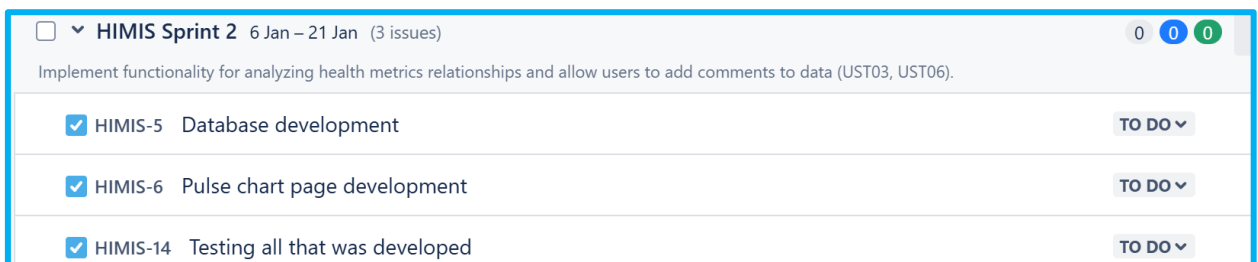 HIMIS Sprint 2 6 Jan – 21 Jan (3 issues) 0 0 0
Implement functionality for analyzing health metrics relationships and allow users to add comments to data (UST03, UST06).
HIMIS-5 Database development TO DO
HIMIS-6 Pulse chart page development TO DO
HIMIS-14 Testing all that was developed TO DO